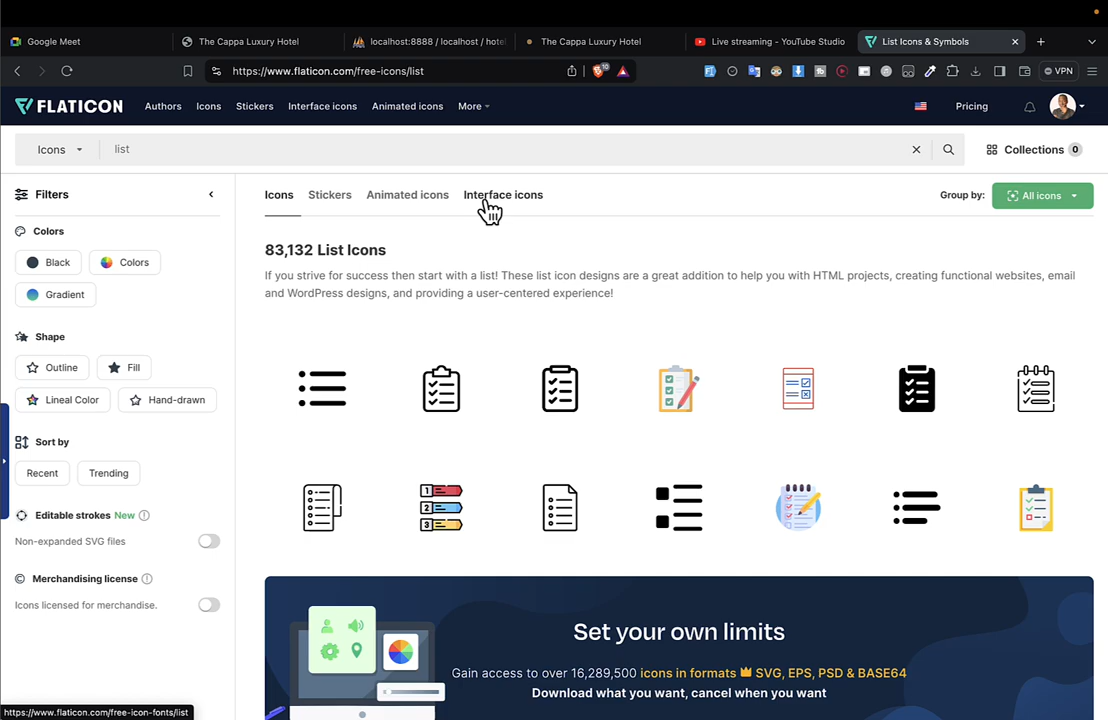 Google Meet
The Cappa Luxury Hotel
localhost:8888 / localhost / hote
The Cappa Luxury Hotel
Live streaming - YouTube Studio
List Icons & Symbols
https://www.flaticon.com/free-icons/list
10
VPN
FLATICON
Authors
Icons
Stickers
Interface icons
Animated icons
More
Pricing
Icons
list
Collections
0
Filters
Icons
Stickers
Animated icons
Interface icons
Group by:
All icons
Colors
Black
Colors
Gradient
83,132 List Icons
If you strive for success then start with a list! These list icon designs are a great addition to help you with HTML projects, creating functional websites, email
and WordPress designs, and providing a user-centered experience!
Shape
Outline
Fill
Lineal Color
Hand-drawn
Sort by
Recent
Trending
Editable strokes New
Non-expanded SVG files
Merchandising license
Icons licensed for merchandise.
1
2
3
Set your own limits
Gain access to over 16,289,500 icons in formats SVG, EPS, PSD & BASE64
Download what you want, cancel when you want
https://www.flaticon.com/free-icon-fonts/list